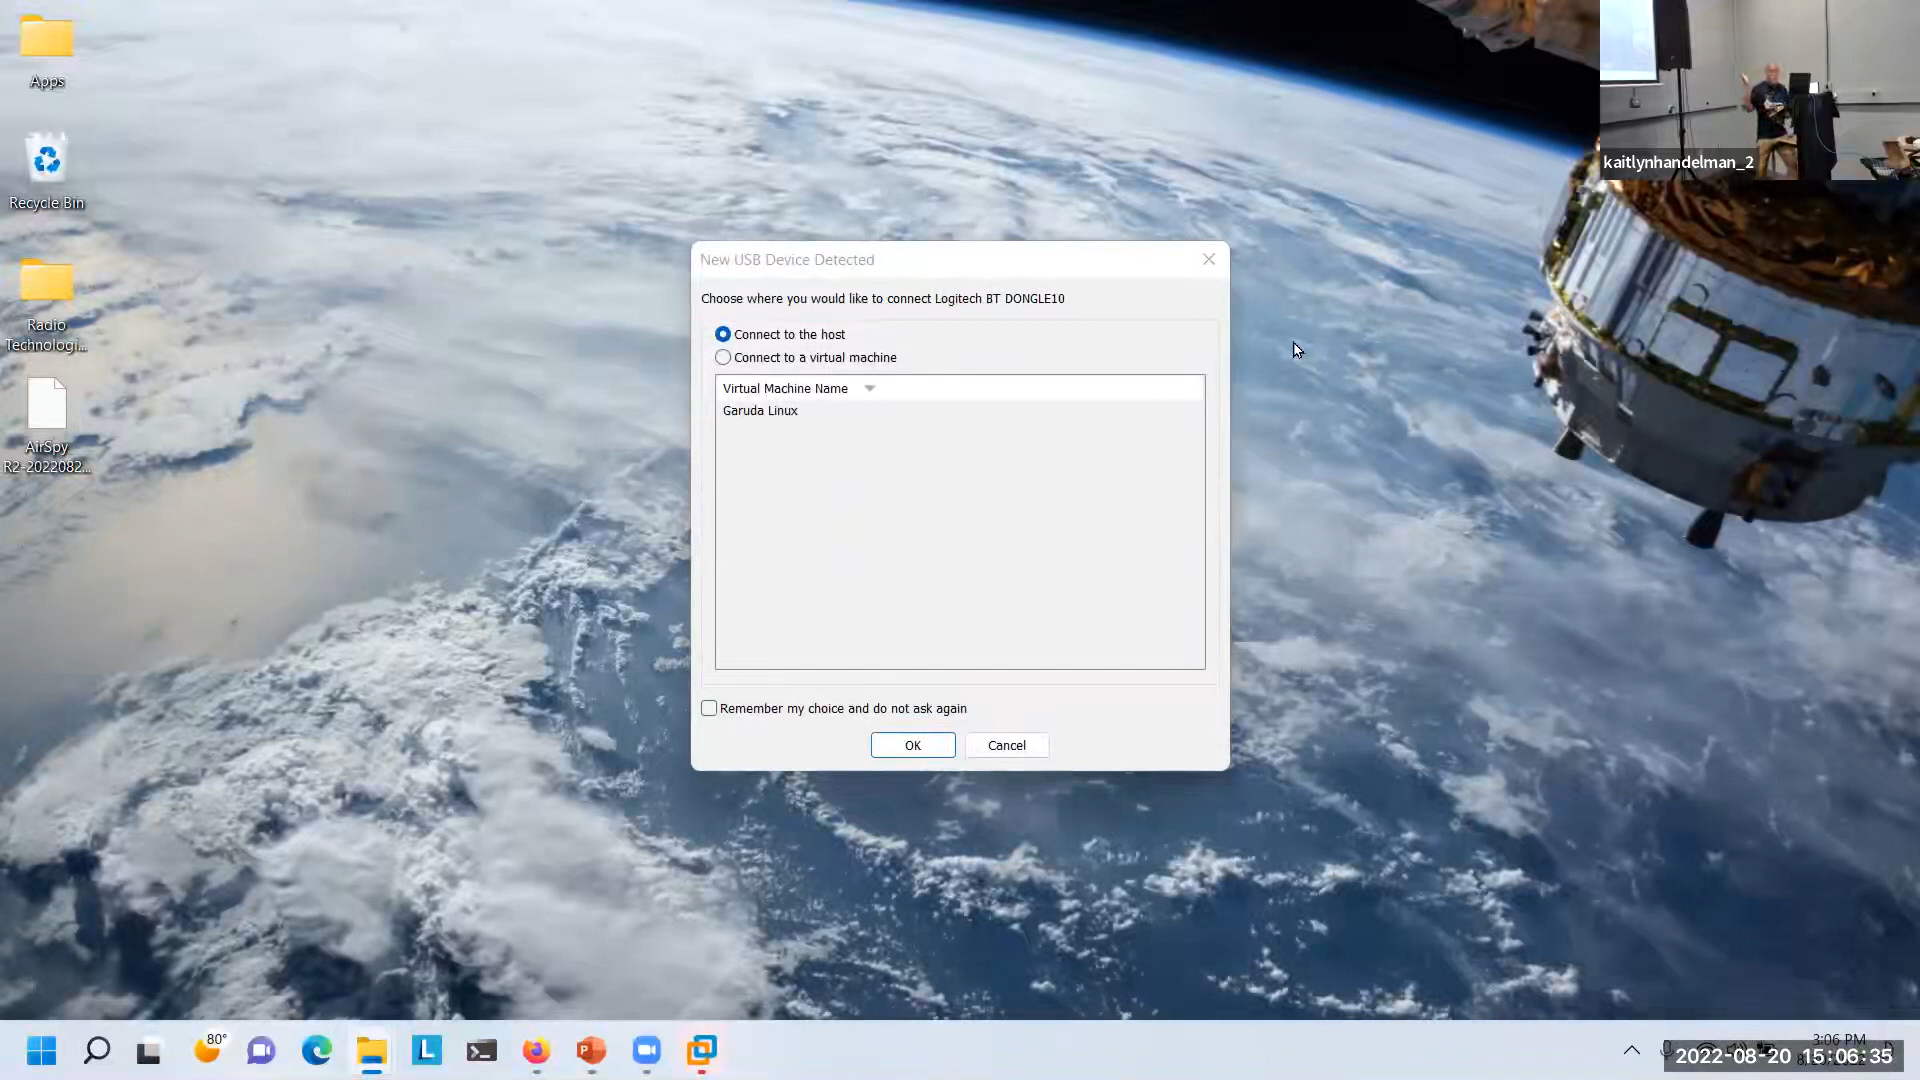 Apps
Recycle Bin
Radio
Technologi...
AirSpy
R2-2022082...
kaitlynhandelman_2
New USB Device Detected
Choose where you would like to connect Logitech BT DONGLE10
Connect to the host
Connect to a virtual machine
Virtual Machine Name
Garuda Linux
Remember my choice and do not ask again
OK
Cancel
80°
3:06 PM
2022-08-20 15:06:35